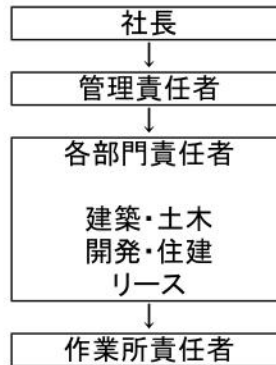 社長
↓
管理責任者
↓
各部門責任者
建築・土木
開発・住建
リース
↓
作業所責任者